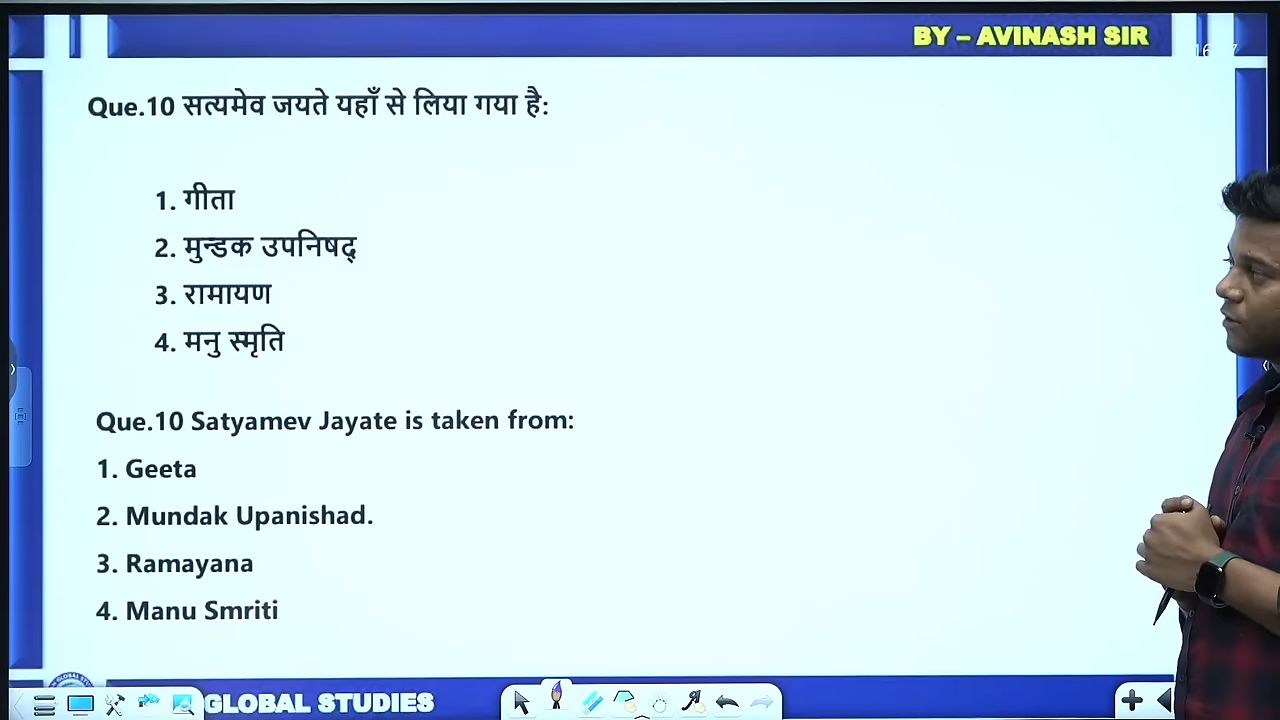 BY – AVINASH SIR
Que.10 सत्यमेव जयते यहाँ से लिया गया है:
1. गीता
2. मुन्डक उपनिषद्
3. रामायण
4. मनु स्मृति
Que.10 Satyamev Jayate is taken from:
1. Geeta
2. Mundak Upanishad.
3. Ramayana
4. Manu Smriti
GLOBAL STUDIES